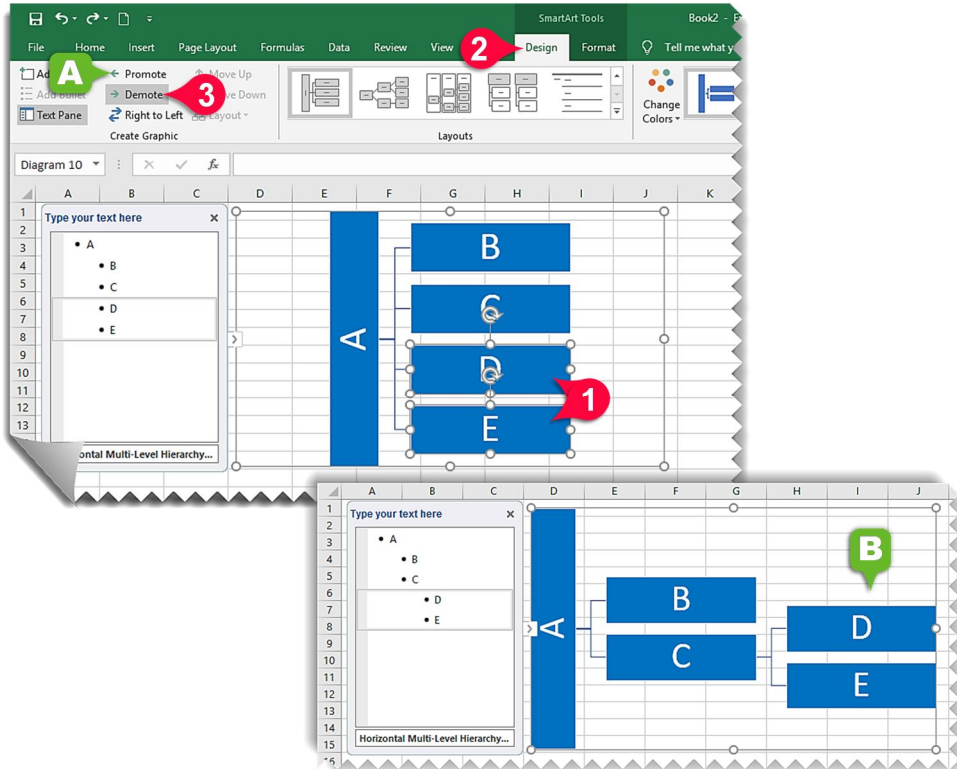 SmartArt Tools Book2 - E
File Home Insert Page Layout Formulas Data Review View 2 Design Format Tell me what y
A Promote Move Up
Add Bullet Demote 3 Down
Text Pane Right to Left Layout
Create Graphic
Layouts
Change
Colors
Diagram 10 fx
A B C D E F G H I J K
1
2
3
4
5
6
7
8
9
10
11
12
13
Type your text here ×
• A
• B
• C
• D
• E
Horizontal Multi-Level Hierarchy...
A
B
C
D
E
1
A B C D E F G H I J
1
2
3
4
5
6
7
8
9
10
11
12
13
14
15
16
Type your text here ×
• A
• B
• C
• D
• E
Horizontal Multi-Level Hierarchy...
A
B
C
D
E
B